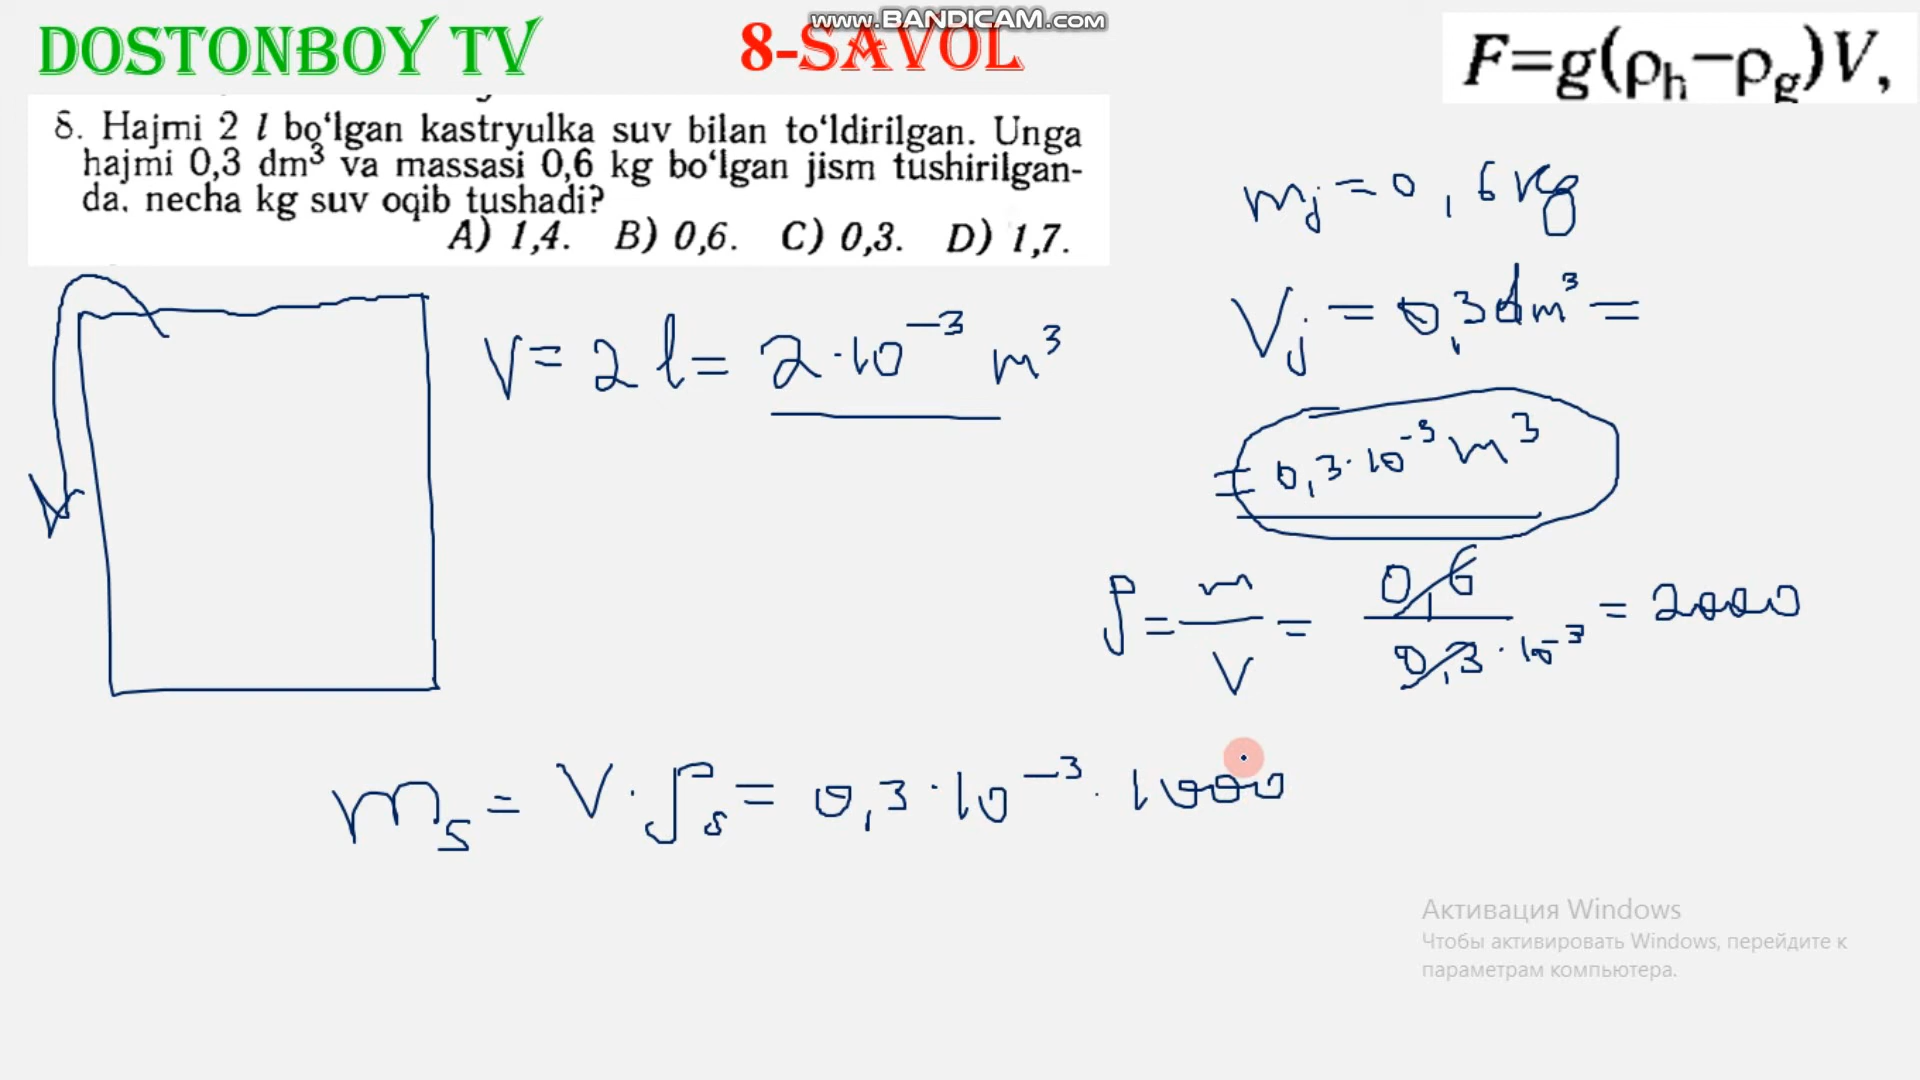 www.BANDICAM.com
DOSTONBOY TV
8-SAVOL
F=g(ρh−ρg)V,
8. Hajmi 2 l bo‘lgan kastryulka suv bilan to‘ldirilgan. Unga
hajmi 0,3 dm³ va massasi 0,6 kg bo‘lgan jism tushirilgan-
da. necha kg suv oqib tushadi?
A) 1,4. B) 0,6. C) 0,3. D) 1,7.
mj = 0,6 kg
V = 2 l = 2·10⁻³ m³
Vj = 0,3 dm³ =
= 0,3·10⁻³ m³
ρ = m/V = 0,6/0,3·10⁻³ = 2000
ms = V·ρs = 0,3·10⁻³·1000
Активация Windows
Чтобы активировать Windows, перейдите к
параметрам компьютера.